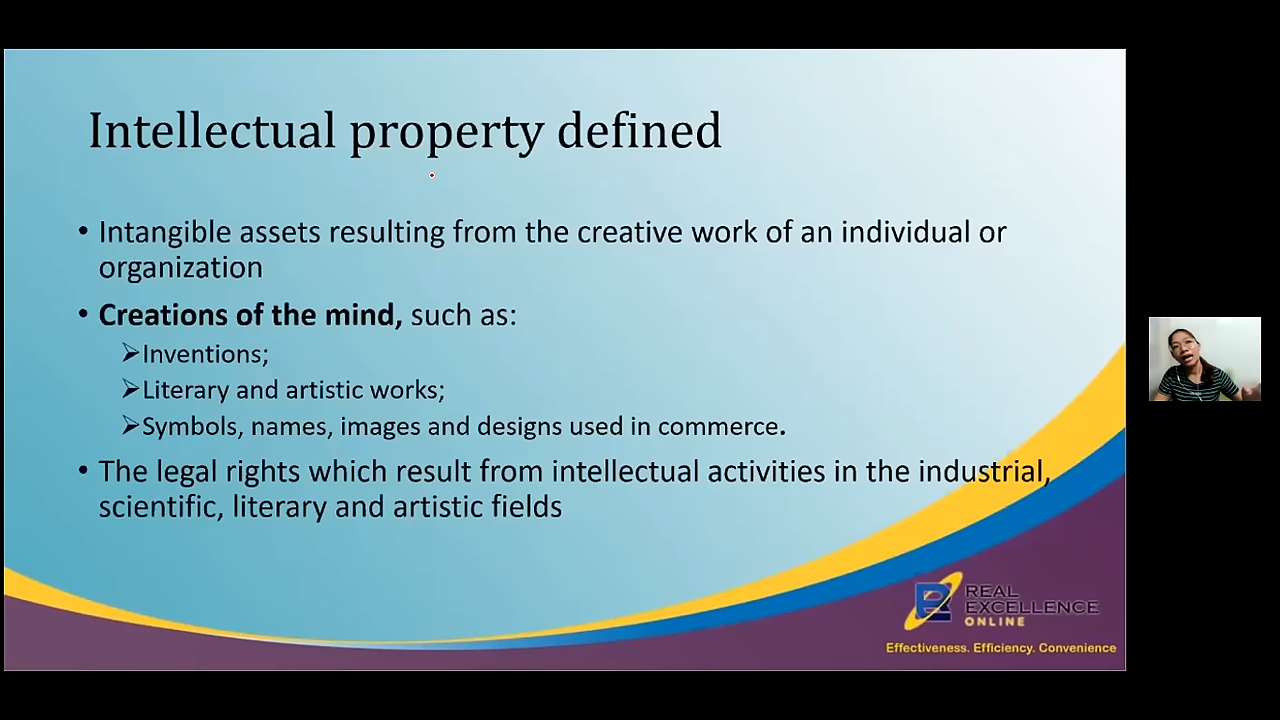 Intellectual property defined
• Intangible assets resulting from the creative work of an individual or
organization
• Creations of the mind, such as:
➢Inventions;
➢Literary and artistic works;
➢Symbols, names, images and designs used in commerce.
• The legal rights which result from intellectual activities in the industrial,
scientific, literary and artistic fields
REAL
EXCELLENCE
ONLINE
Effectiveness. Efficiency. Convenience